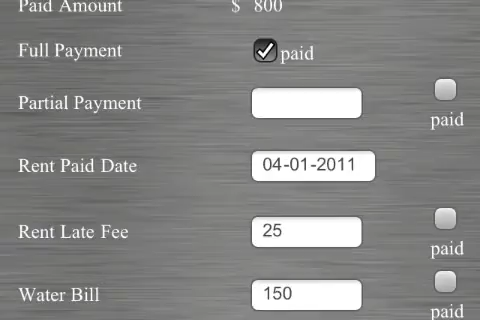 Paid Amount $ 800
Full Payment paid
Partial Payment paid
Rent Paid Date 04-01-2011
Rent Late Fee 25 paid
Water Bill 150 paid